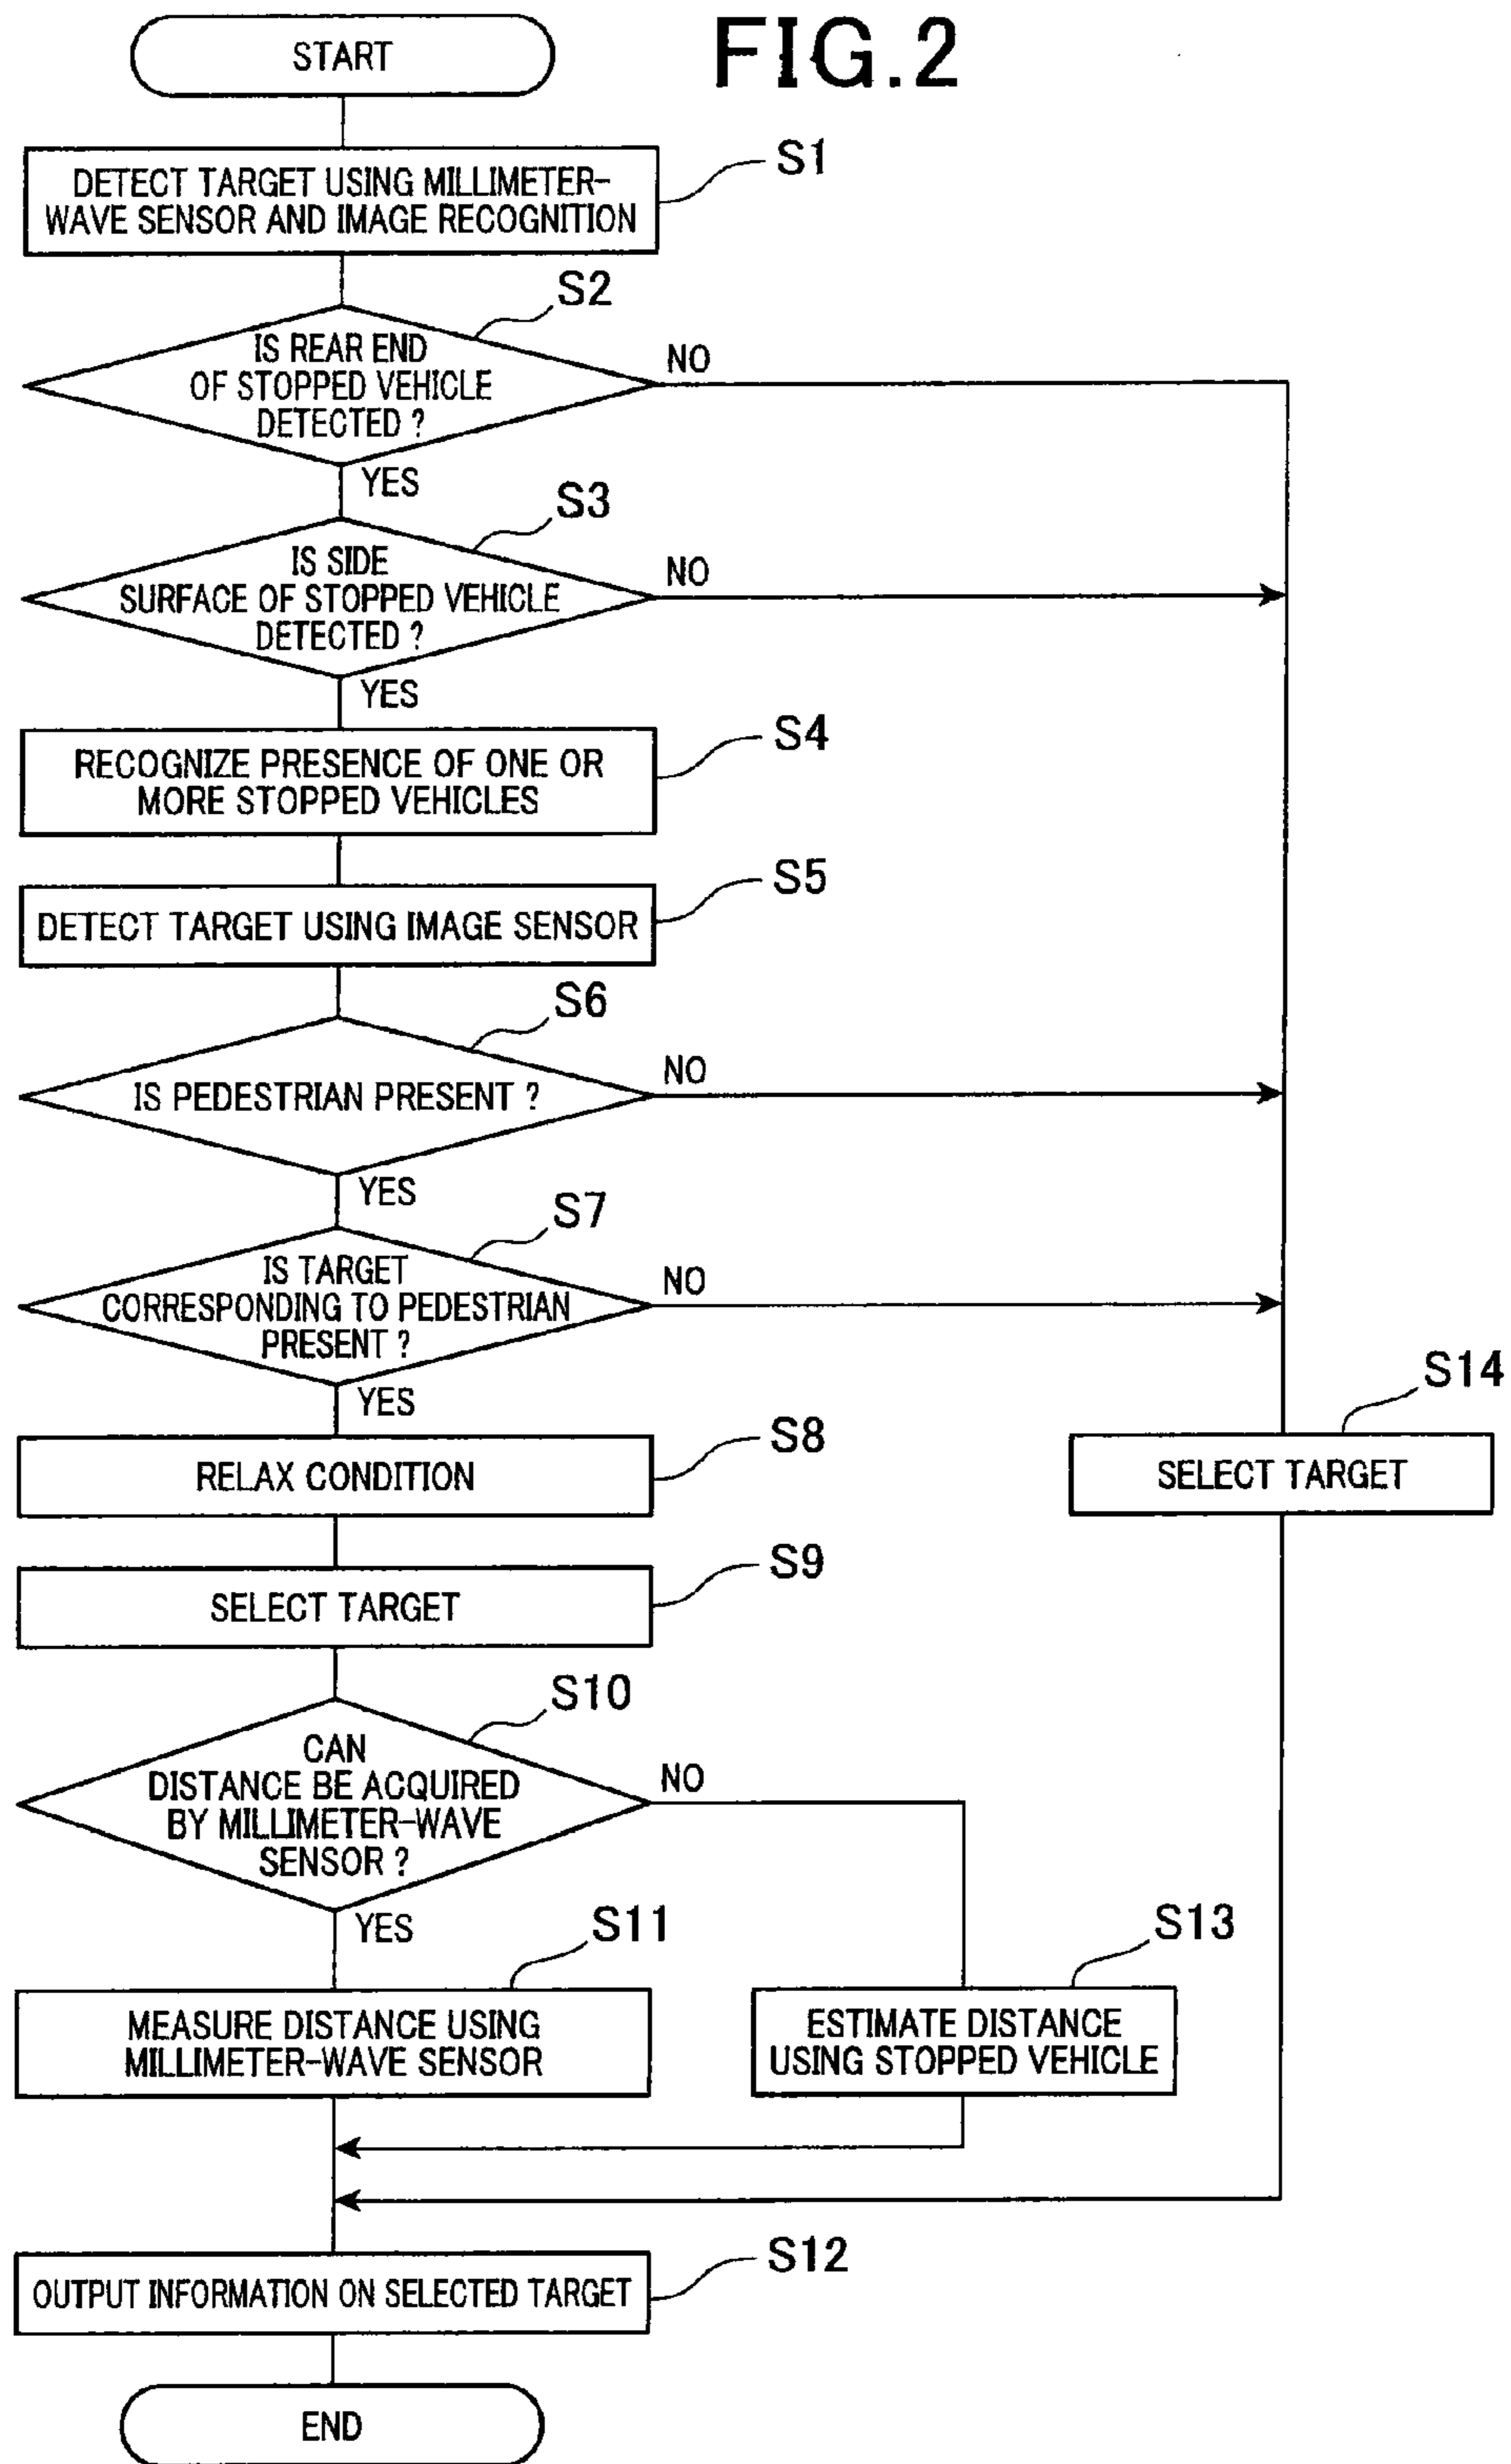 FIG.2
START
S1
DETECT TARGET USING MILLIMETER-
WAVE SENSOR AND IMAGE RECOGNITION
S2
IS REAR END
OF STOPPED VEHICLE
DETECTED ?
NO
YES
S3
IS SIDE
SURFACE OF STOPPED VEHICLE
DETECTED ?
NO
YES
S4
RECOGNIZE PRESENCE OF ONE OR
MORE STOPPED VEHICLES
S5
DETECT TARGET USING IMAGE SENSOR
S6
IS PEDESTRIAN PRESENT ?
NO
YES
S7
IS TARGET
CORRESPONDING TO PEDESTRIAN
PRESENT ?
NO
YES
S14
SELECT TARGET
S8
RELAX CONDITION
S9
SELECT TARGET
S10
CAN
DISTANCE BE ACQUIRED
BY MILLIMETER-WAVE
SENSOR ?
NO
YES
S11
MEASURE DISTANCE USING
MILLIMETER-WAVE SENSOR
S13
ESTIMATE DISTANCE
USING STOPPED VEHICLE
S12
OUTPUT INFORMATION ON SELECTED TARGET
END